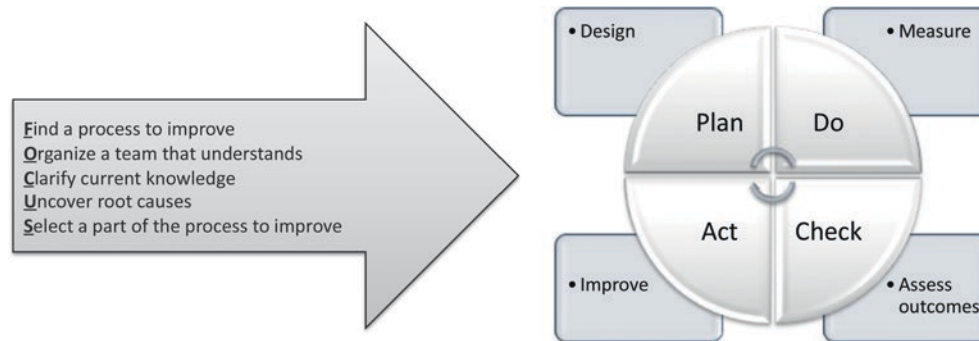 Find a process to improve
Organize a team that understands
Clarify current knowledge
Uncover root causes
Select a part of the process to improve
• Design
• Measure
Plan
Do
Act
Check
• Improve
• Assess
outcomes